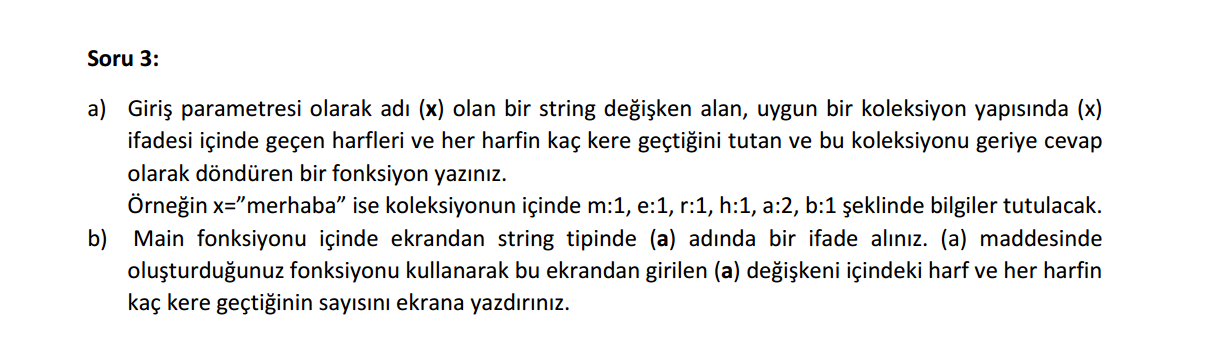 Soru 3:
a) Giriş parametresi olarak adı (x) olan bir string değişken alan, uygun bir koleksiyon yapısında (x)
ifadesi içinde geçen harfleri ve her harfin kaç kere geçtiğini tutan ve bu koleksiyonu geriye cevap
olarak döndüren bir fonksiyon yazınız.
Örneğin x=”merhaba” ise koleksiyonun içinde m:1, e:1, r:1, h:1, a:2, b:1 şeklinde bilgiler tutulacak.
b) Main fonksiyonu içinde ekrandan string tipinde (a) adında bir ifade alınız. (a) maddesinde
oluşturduğunuz fonksiyonu kullanarak bu ekrandan girilen (a) değişkeni içindeki harf ve her harfin
kaç kere geçtiğinin sayısını ekrana yazdırınız.